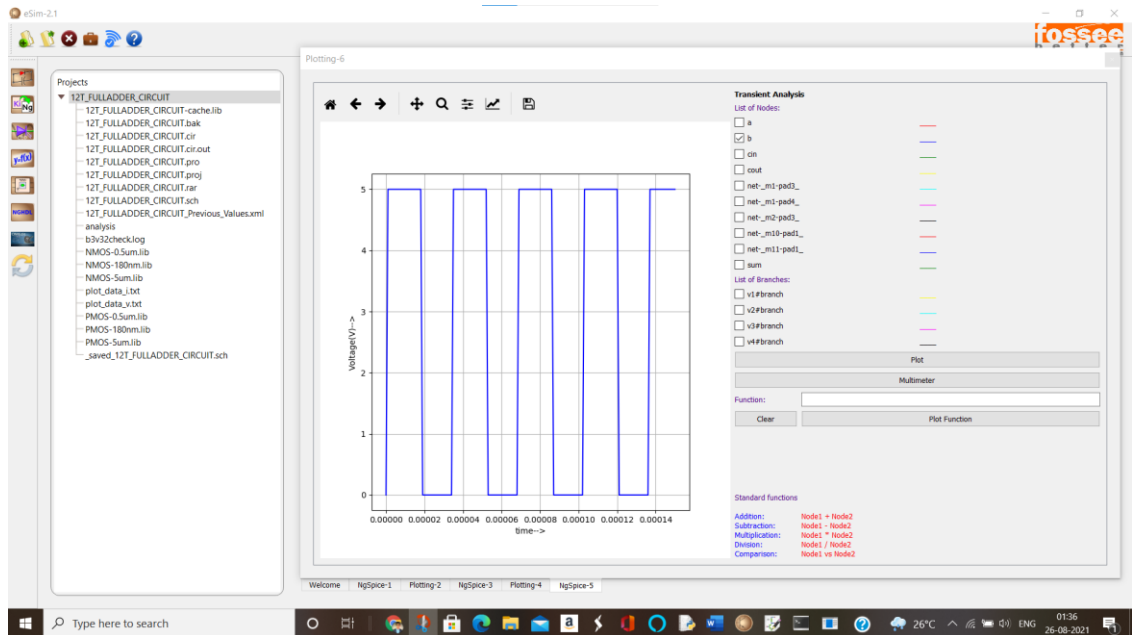 eSim-2.1
fossee
Plotting-6
Projects
12T_FULLADDER_CIRCUIT
12T_FULLADDER_CIRCUIT-cache.lib
12T_FULLADDER_CIRCUIT.bak
12T_FULLADDER_CIRCUIT.cir
12T_FULLADDER_CIRCUIT.cir.out
12T_FULLADDER_CIRCUIT.pro
12T_FULLADDER_CIRCUIT.proj
12T_FULLADDER_CIRCUIT.rar
12T_FULLADDER_CIRCUIT.sch
12T_FULLADDER_CIRCUIT_Previous_Values.xml
analysis
b3v32check.log
NMOS-0.5um.lib
NMOS-180nm.lib
NMOS-5um.lib
plot_data_i.txt
plot_data_v.txt
PMOS-0.5um.lib
PMOS-180nm.lib
PMOS-5um.lib
_saved_12T_FULLADDER_CIRCUIT.sch
Ng
y=f(x)
NGHDL
5
4
3
2
1
0
Voltage(V)-->
0.00000 0.00002 0.00004 0.00006 0.00008 0.00010 0.00012 0.00014
time-->
Transient Analysis
List of Nodes:
a
b
cin
cout
net-_m1-pad3_
net-_m1-pad4_
net-_m2-pad3_
net-_m10-pad1_
net-_m11-pad1_
sum
List of Branches:
v1#branch
v2#branch
v3#branch
v4#branch
Plot
Multimeter
Function:
Clear Plot Function
Standard functions
Addition: Node1 + Node2
Subtraction: Node1 - Node2
Multiplication: Node1 * Node2
Division: Node1 / Node2
Comparison: Node1 vs Node2
Welcome NgSpice-1 Plotting-2 NgSpice-3 Plotting-4 NgSpice-5
Type here to search
26°C ENG
01:36
26-08-2021